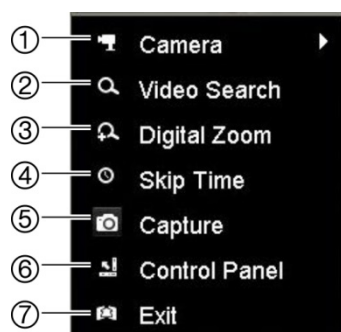 ① Camera
② Video Search
③ Digital Zoom
④ Skip Time
⑤ Capture
⑥ Control Panel
⑦ Exit